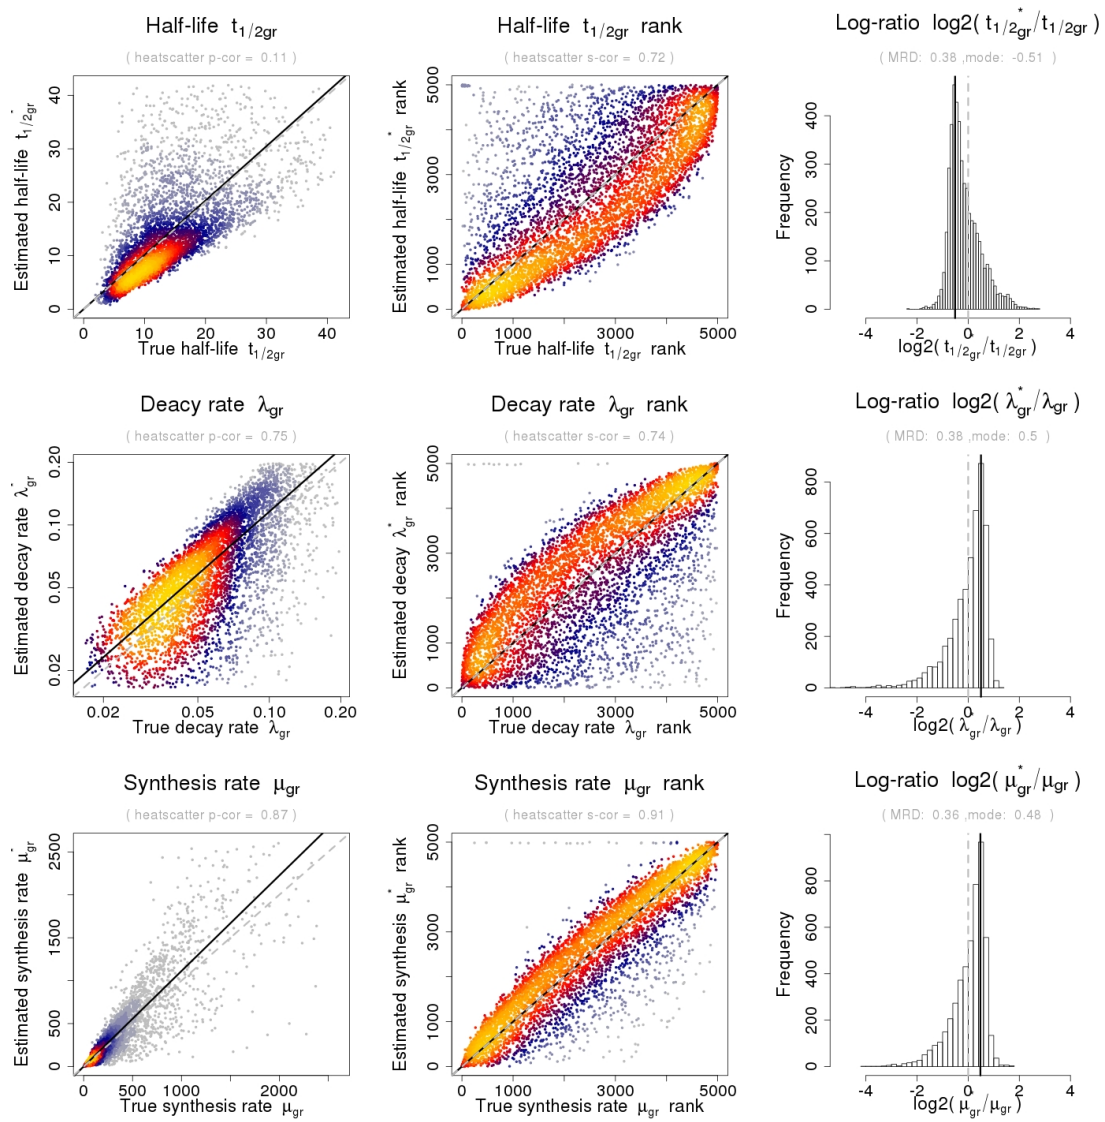 Half-life t1/2gr
( heatscatter p-cor = 0.11 )
Estimated half-life t*1/2gr
0 10 20 30 40
0 10 20 30 40
True half-life t1/2gr
Half-life t1/2gr rank
( heatscatter s-cor = 0.72 )
Estimated half-life t*1/2gr rank
0 1000 3000 5000
0 1000 3000 5000
True half-life t1/2gr rank
Log-ratio log2( t*1/2gr/t1/2gr )
( MRD: 0.38 ,mode: -0.51 )
Frequency
0 100 200 300 400
-4 -2 0 2 4
log2( t1/2gr/t1/2gr )
Deacy rate λgr
( heatscatter p-cor = 0.75 )
Estimated decay rate λ*gr
0.02 0.05 0.10 0.20
0.02 0.05 0.10 0.20
True decay rate λgr
Decay rate λgr rank
( heatscatter s-cor = 0.74 )
Estimated decay λ*gr rank
0 1000 3000 5000
0 1000 3000 5000
True decay rate λgr rank
Log-ratio log2( λ*gr/λgr )
( MRD: 0.38 ,mode: 0.5 )
Frequency
0 200 400 600 800
-4 -2 0 2 4
log2( λgr/λgr )
Synthesis rate μgr
( heatscatter p-cor = 0.87 )
Estimated synthesis rate μ*gr
0 500 1500 2500
0 500 1000 2000
True synthesis rate μgr
Synthesis rate μgr rank
( heatscatter s-cor = 0.91 )
Estimated synthesis μ*gr rank
0 1000 3000 5000
0 1000 3000 5000
True synthesis rate μgr rank
Log-ratio log2( μ*gr/μgr )
( MRD: 0.36 ,mode: 0.48 )
Frequency
0 200 400 600 800
-4 -2 0 2 4
log2( μgr/μgr )